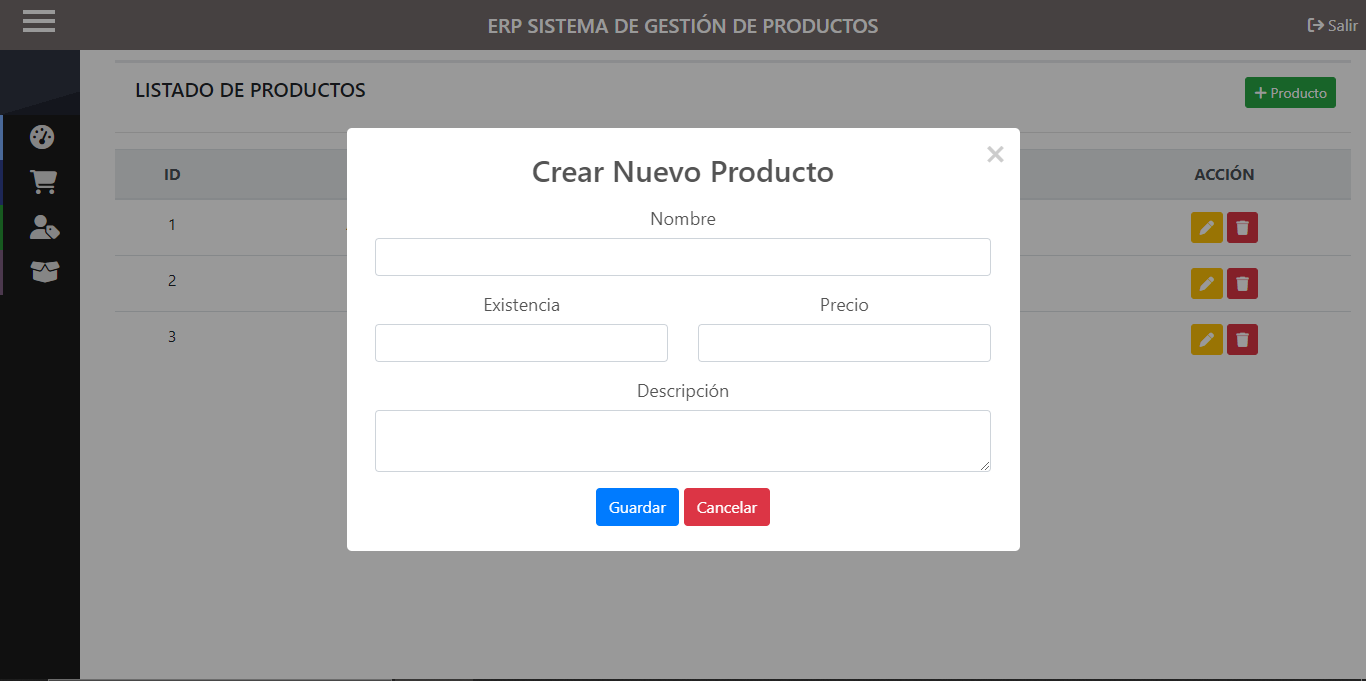 ERP SISTEMA DE GESTIÓN DE PRODUCTOS
Salir
LISTADO DE PRODUCTOS
Producto
ID
ACCIÓN
1
2
3
Crear Nuevo Producto
×
Nombre
Existencia
Precio
Descripción
Guardar
Cancelar